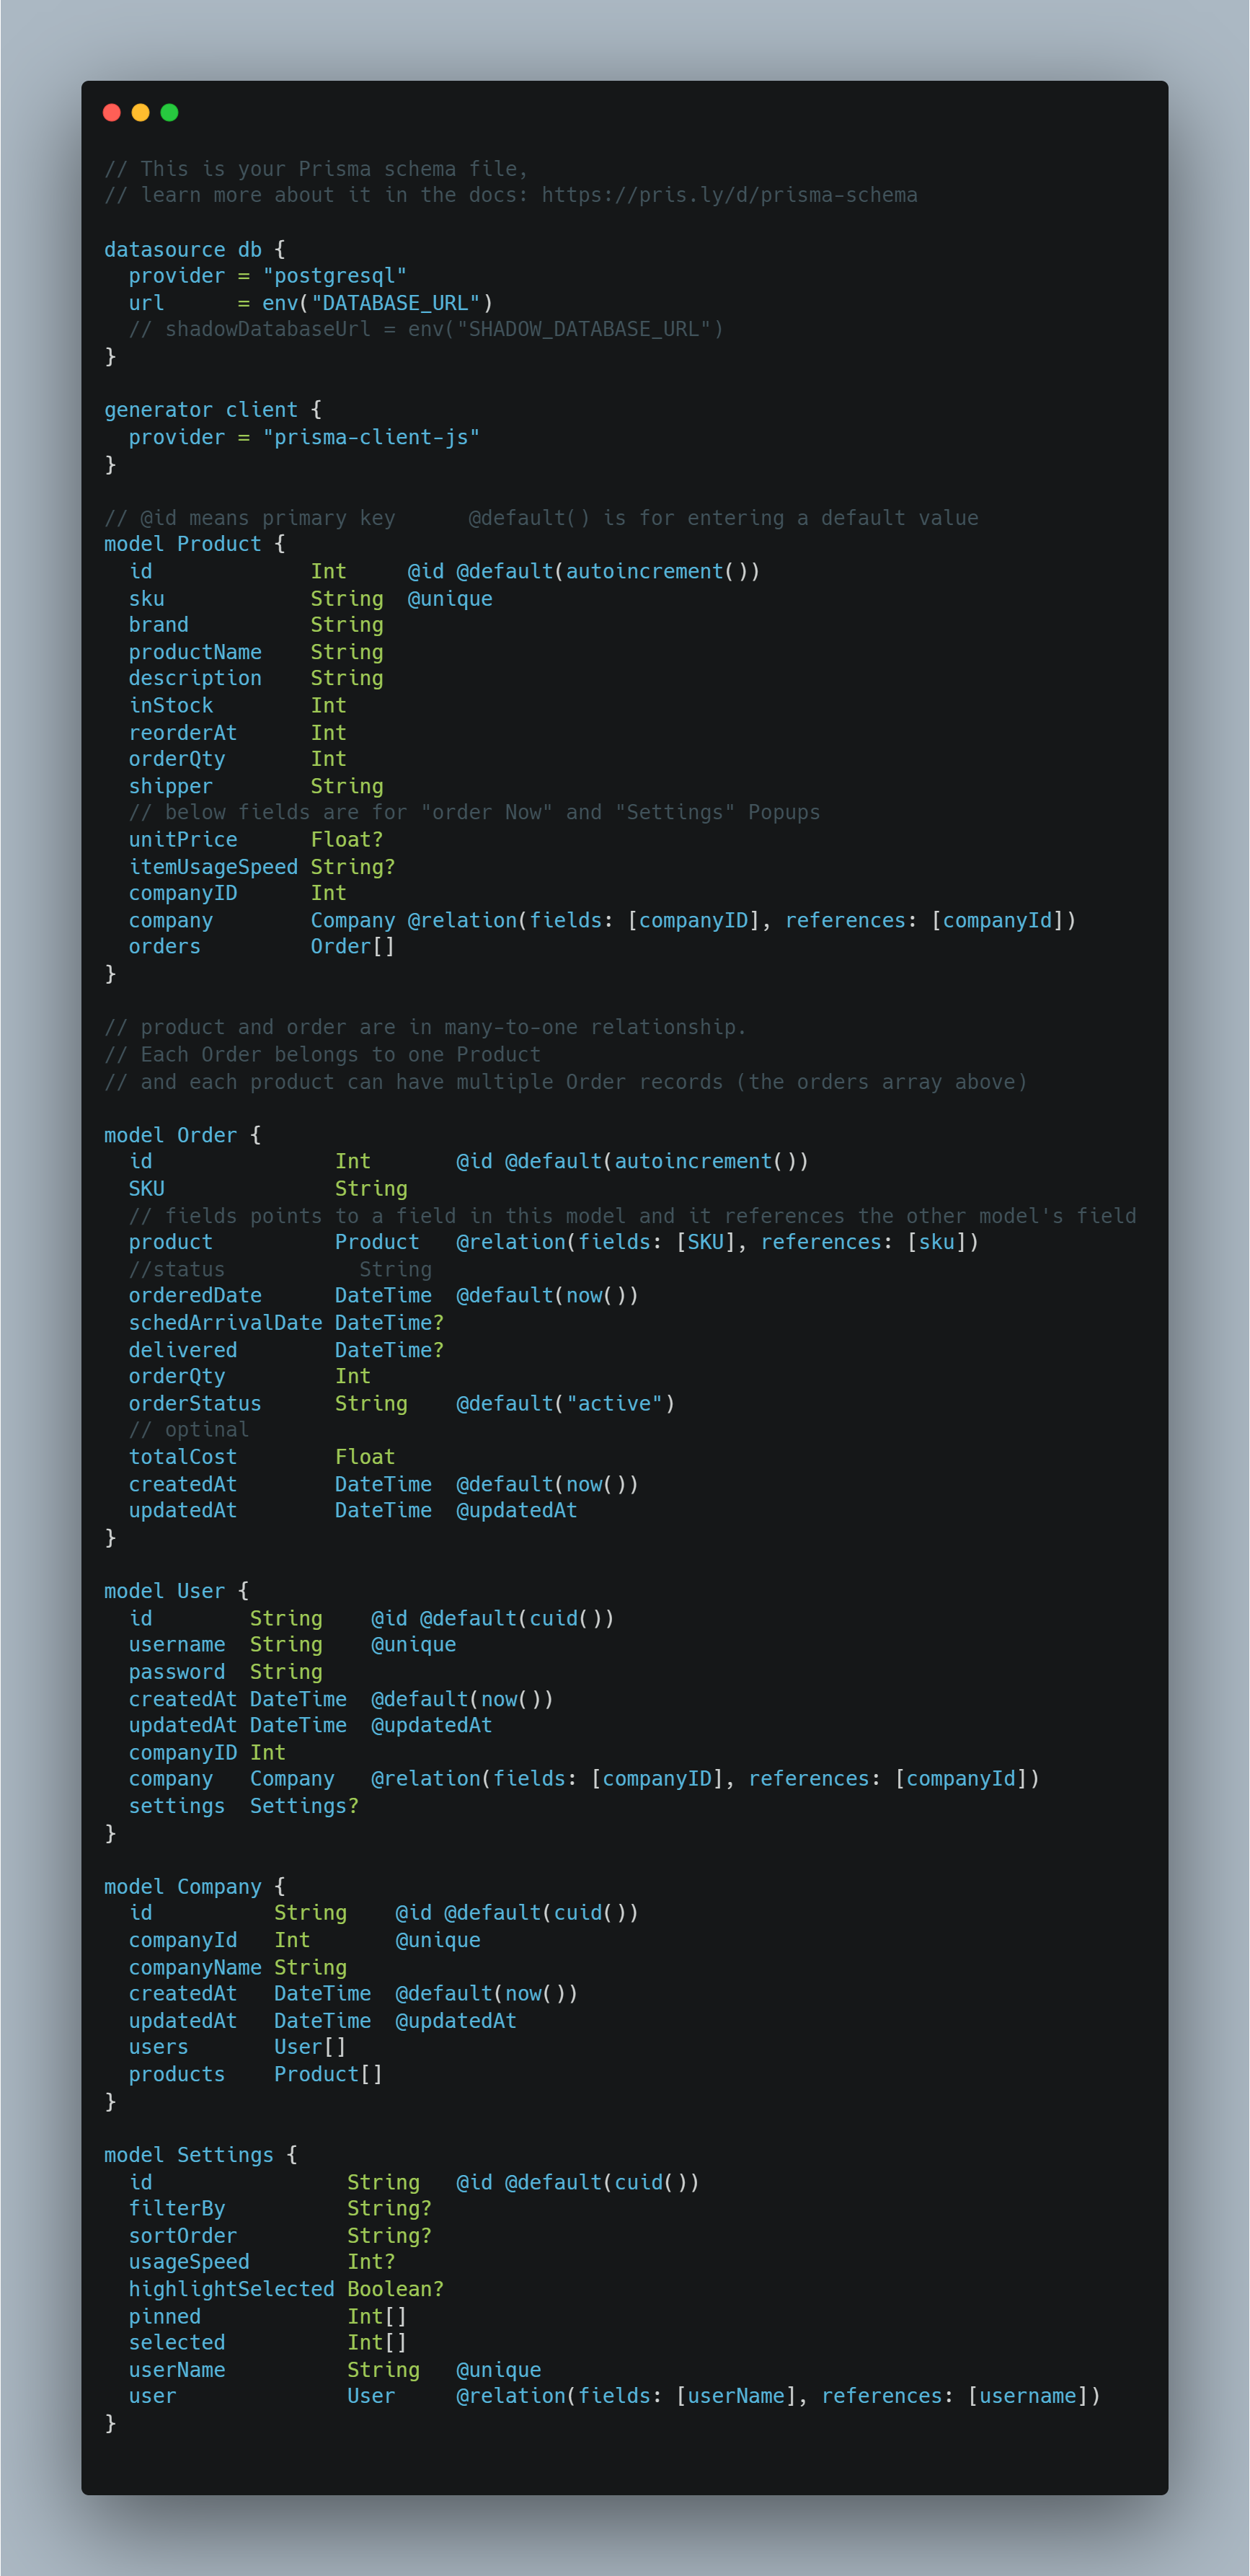 // This is your Prisma schema file,
// learn more about it in the docs: https://pris.ly/d/prisma-schema

datasource db {
  provider = "postgresql"
  url      = env("DATABASE_URL")
  // shadowDatabaseUrl = env("SHADOW_DATABASE_URL")
}

generator client {
  provider = "prisma-client-js"
}

// @id means primary key      @default() is for entering a default value
model Product {
  id             Int     @id @default(autoincrement())
  sku            String  @unique
  brand          String
  productName    String
  description    String
  inStock        Int
  reorderAt      Int
  orderQty       Int
  shipper        String
  // below fields are for "order Now" and "Settings" Popups
  unitPrice      Float?
  itemUsageSpeed String?
  companyID      Int
  company        Company @relation(fields: [companyID], references: [companyId])
  orders         Order[]
}

// product and order are in many-to-one relationship.
// Each Order belongs to one Product
// and each product can have multiple Order records (the orders array above)

model Order {
  id               Int       @id @default(autoincrement())
  SKU              String
  // fields points to a field in this model and it references the other model's field
  product          Product   @relation(fields: [SKU], references: [sku])
  //status           String
  orderedDate      DateTime  @default(now())
  schedArrivalDate DateTime?
  delivered        DateTime?
  orderQty         Int
  orderStatus      String    @default("active")
  // optinal
  totalCost        Float
  createdAt        DateTime  @default(now())
  updatedAt        DateTime  @updatedAt
}

model User {
  id        String    @id @default(cuid())
  username  String    @unique
  password  String
  createdAt DateTime  @default(now())
  updatedAt DateTime  @updatedAt
  companyID Int
  company   Company   @relation(fields: [companyID], references: [companyId])
  settings  Settings?
}

model Company {
  id          String    @id @default(cuid())
  companyId   Int       @unique
  companyName String
  createdAt   DateTime  @default(now())
  updatedAt   DateTime  @updatedAt
  users       User[]
  products    Product[]
}

model Settings {
  id                String   @id @default(cuid())
  filterBy          String?
  sortOrder         String?
  usageSpeed        Int?
  highlightSelected Boolean?
  pinned            Int[]
  selected          Int[]
  userName          String   @unique
  user              User     @relation(fields: [userName], references: [username])
}